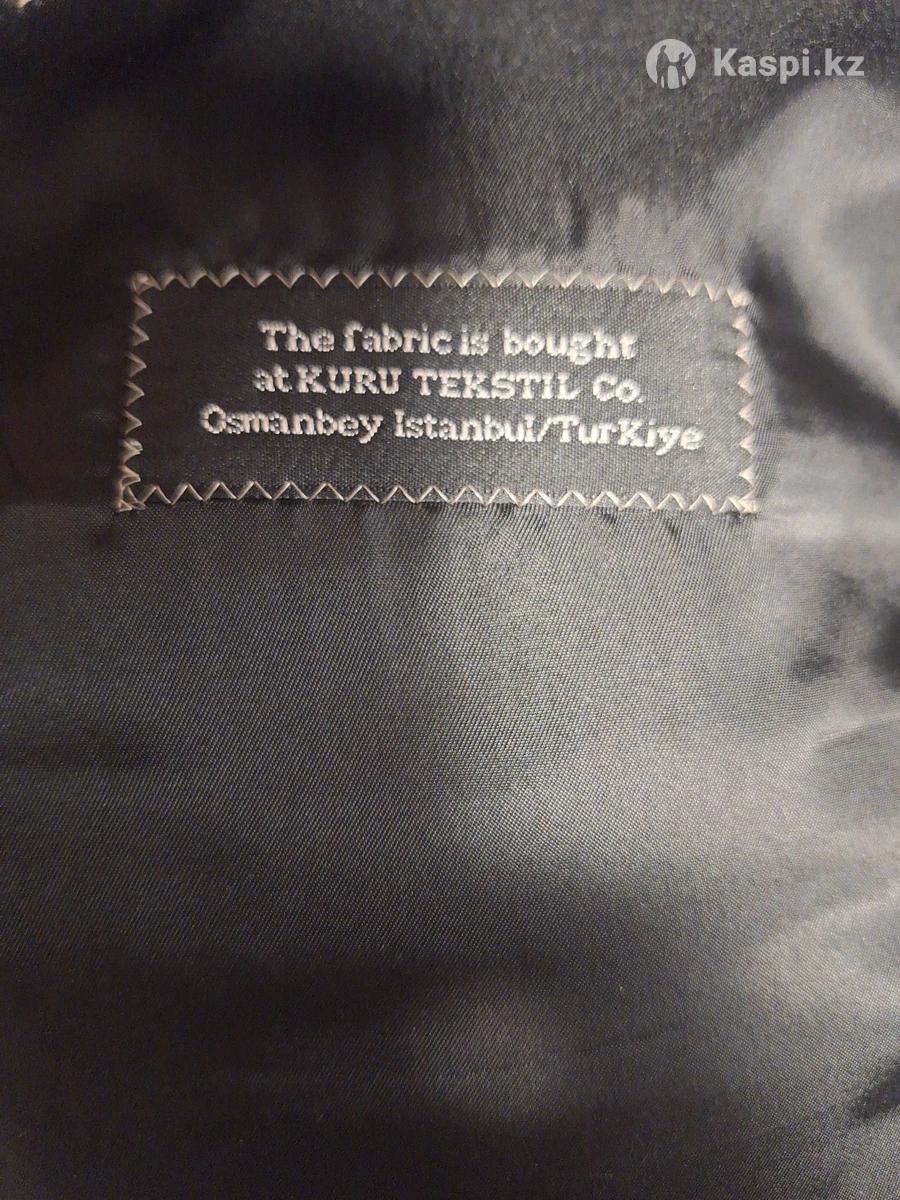 Kaspi.kz
The fabric is bought
at KURU TEKSTIL Co.
Osmanbey Istanbul/TurKiye